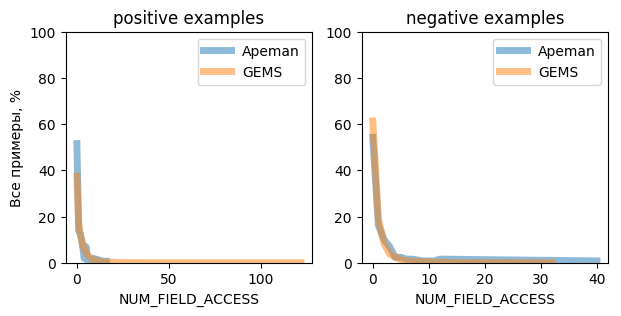 positive examples
negative examples
Все примеры, %
100
80
60
40
20
0
Apeman
GEMS
0
50
100
NUM_FIELD_ACCESS
100
80
60
40
20
0
Apeman
GEMS
0
10
20
30
40
NUM_FIELD_ACCESS